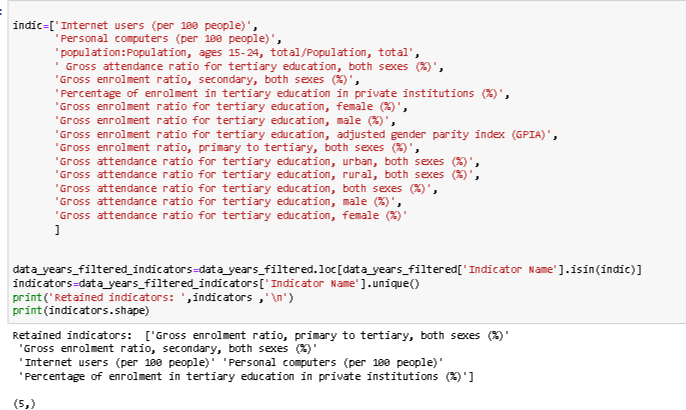 indic=['Internet users (per 100 people)',
'Personal computers (per 100 people)',
'population:Population, ages 15-24, total/Population, total',
' Gross attendance ratio for tertiary education, both sexes (%)',
'Gross enrolment ratio, secondary, both sexes (%)',
'Percentage of enrolment in tertiary education in private institutions (%)',
'Gross enrolment ratio for tertiary education, female (%)',
'Gross enrolment ratio for tertiary education, male (%)',
'Gross enrolment ratio for tertiary education, adjusted gender parity index (GPIA)',
'Gross enrolment ratio, primary to tertiary, both sexes (%)',
'Gross attendance ratio for tertiary education, urban, both sexes (%)',
'Gross attendance ratio for tertiary education, rural, both sexes (%)',
'Gross attendance ratio for tertiary education, both sexes (%)',
'Gross attendance ratio for tertiary education, male (%)',
'Gross attendance ratio for tertiary education, female (%)'
]
data_years_filtered_indicators=data_years_filtered.loc[data_years_filtered['Indicator Name'].isin(indic)]
indicators=data_years_filtered_indicators['Indicator Name'].unique()
print('Retained indicators: ',indicators ,'\n')
print(indicators.shape)
Retained indicators:  ['Gross enrolment ratio, primary to tertiary, both sexes (%)'
'Gross enrolment ratio, secondary, both sexes (%)'
'Internet users (per 100 people)' 'Personal computers (per 100 people)'
'Percentage of enrolment in tertiary education in private institutions (%)']
(5,)